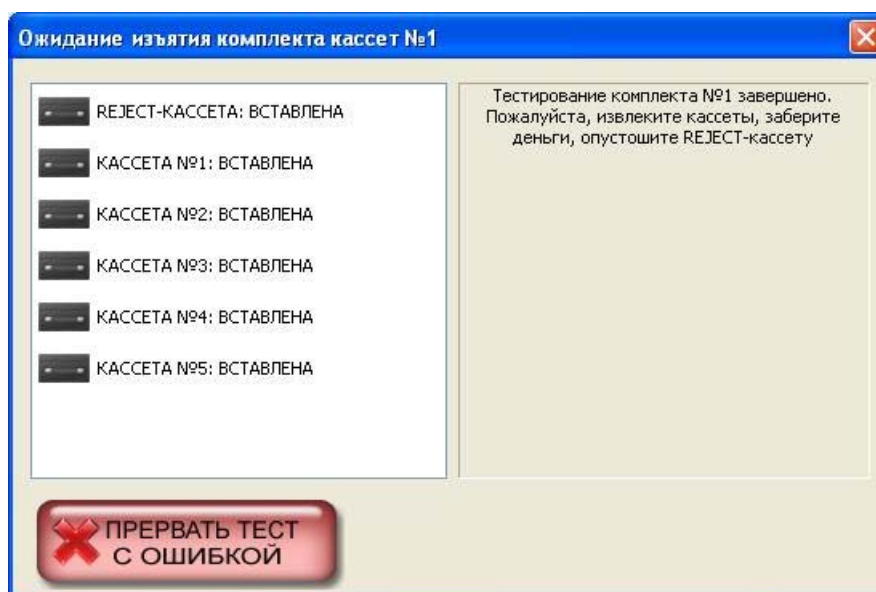 Ожидание изъятия комплекта кассет №1
REJECT-КАССЕТА: ВСТАВЛЕНА
КАССЕТА №1: ВСТАВЛЕНА
КАССЕТА №2: ВСТАВЛЕНА
КАССЕТА №3: ВСТАВЛЕНА
КАССЕТА №4: ВСТАВЛЕНА
КАССЕТА №5: ВСТАВЛЕНА
Тестирование комплекта №1 завершено.
Пожалуйста, извлеките кассеты, заберите
деньги, опустошите REJECT-кассету
ПРЕРВАТЬ ТЕСТ
С ОШИБКОЙ